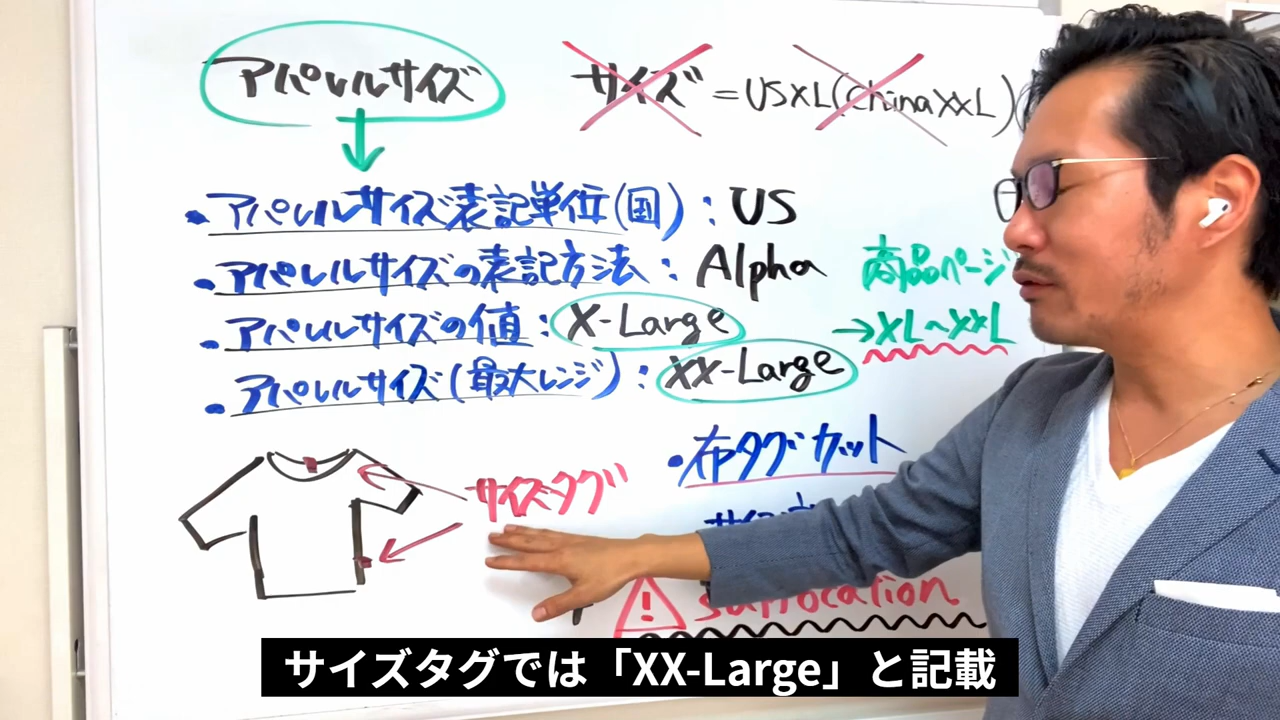 アパレルサイズ
サイズ = US XL (China XXL) (
・アパレルサイズ表記単位(国) : US
・アパレルサイズの表記方法 : Alpha
・アパレルサイズの値 : X-Large
・アパレルサイズ(最大レンジ) : XX-Large
商品ページ
→XL~XXL
サイズタグ
・布タグカット
suffocation
サイズタグでは「XX-Large」と記載